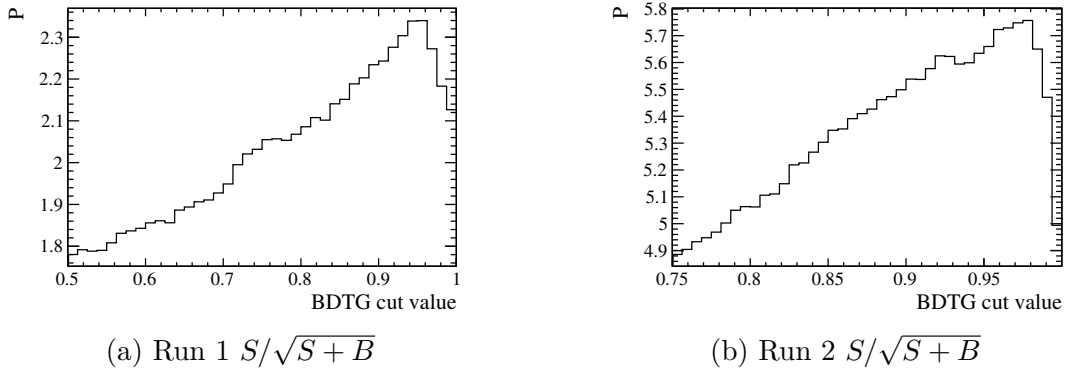 P
2.3
2.2
2.1
2
1.9
1.8
0.5 0.6 0.7 0.8 0.9 1
BDTG cut value
(a) Run 1 S/√S + B
P
5.8
5.7
5.6
5.5
5.4
5.3
5.2
5.1
5
4.9
0.75 0.8 0.85 0.9 0.95
BDTG cut value
(b) Run 2 S/√S + B